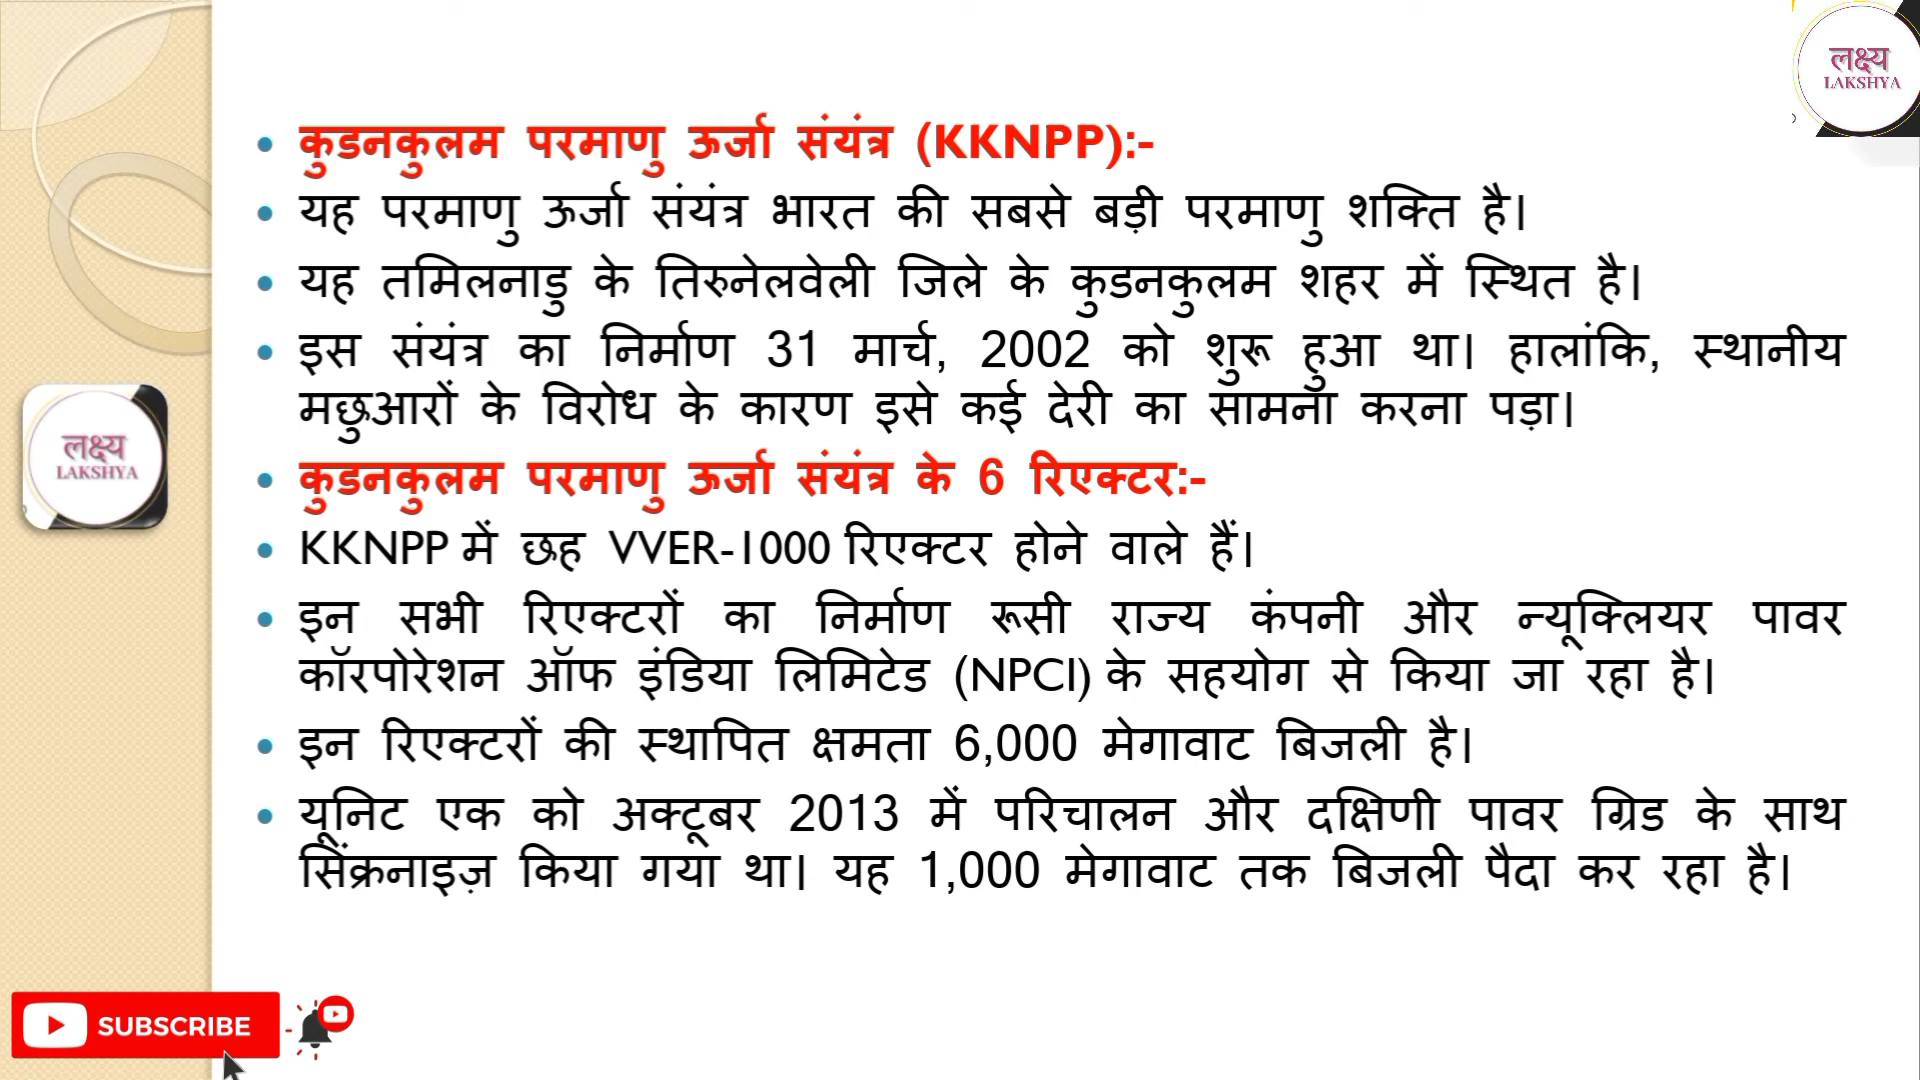 लक्ष्य
LAKSHYA
कुडनकुलम परमाणु ऊर्जा संयंत्र (KKNPP):-
यह परमाणु ऊर्जा संयंत्र भारत की सबसे बड़ी परमाणु शक्ति है।
यह तमिलनाडु के तिरुनेलवेली जिले के कुडनकुलम शहर में स्थित है।
इस संयंत्र का निर्माण 31 मार्च, 2002 को शुरू हुआ था। हालांकि, स्थानीय
मछुआरों के विरोध के कारण इसे कई देरी का सामना करना पड़ा।
कुडनकुलम परमाणु ऊर्जा संयंत्र के 6 रिएक्टर:-
KKNPP में छह VVER-1000 रिएक्टर होने वाले हैं।
इन सभी रिएक्टरों का निर्माण रूसी राज्य कंपनी और न्यूक्लियर पावर
कॉरपोरेशन ऑफ इंडिया लिमिटेड (NPCI) के सहयोग से किया जा रहा है।
इन रिएक्टरों की स्थापित क्षमता 6,000 मेगावाट बिजली है।
यूनिट एक को अक्टूबर 2013 में परिचालन और दक्षिणी पावर ग्रिड के साथ
सिंक्रनाइज़ किया गया था। यह 1,000 मेगावाट तक बिजली पैदा कर रहा है।
लक्ष्य
LAKSHYA
SUBSCRIBE